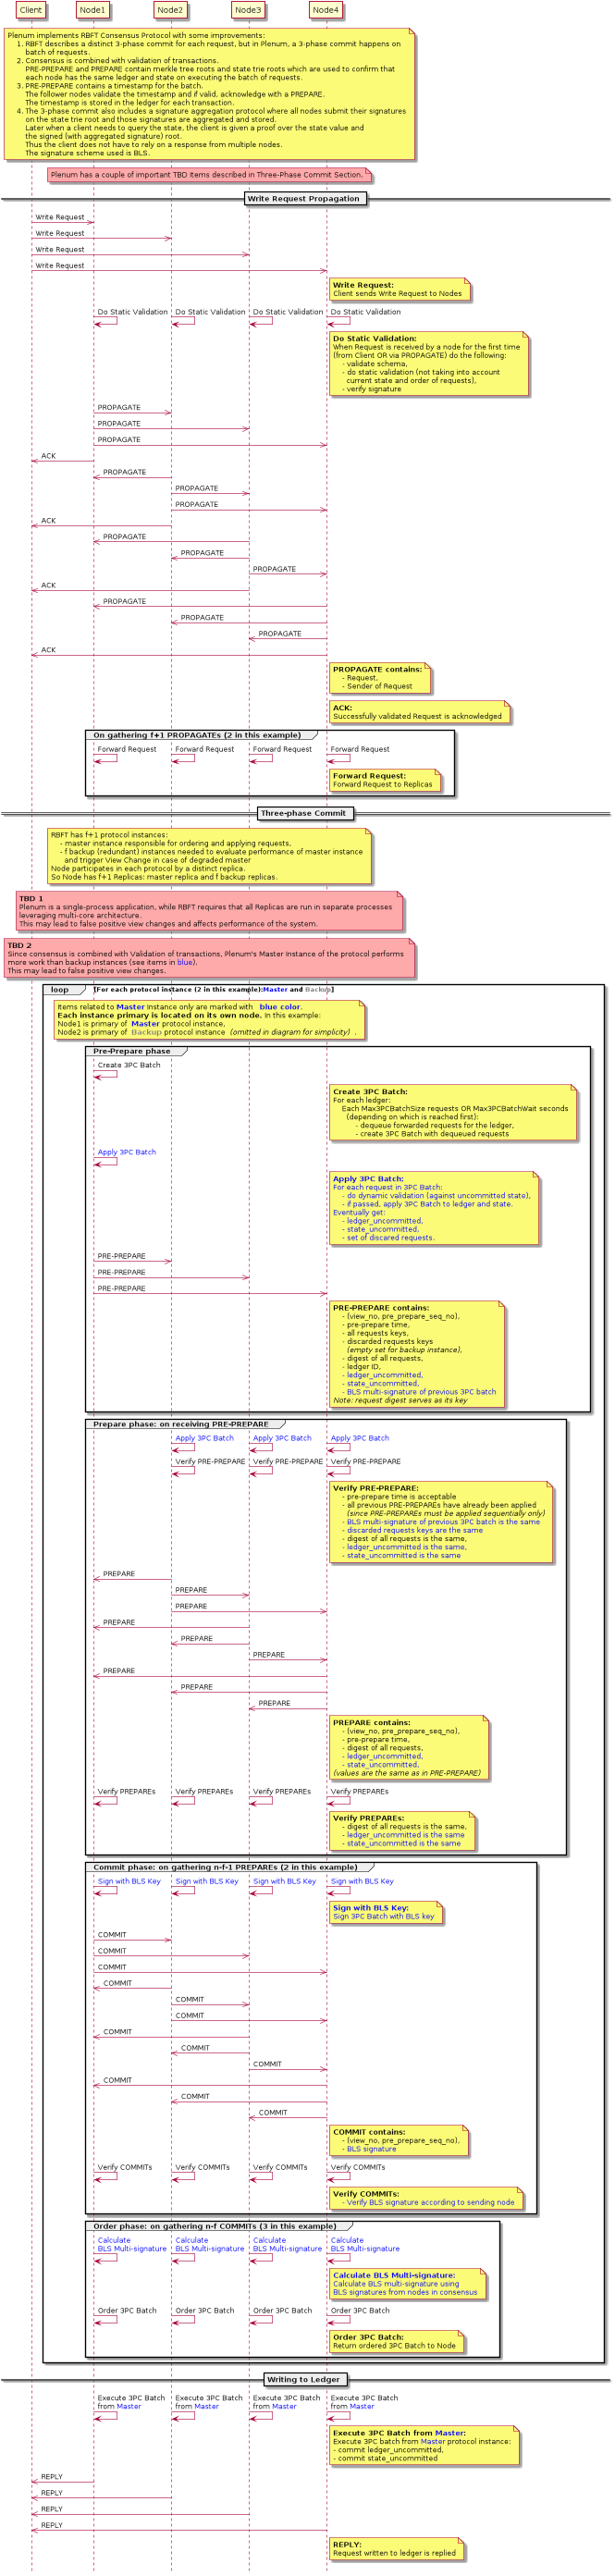 Client
Node1
Node2
Node3
Node4
Plenum implements RBFT Consensus Protocol with some improvements:
1. RBFT describes a distinct 3-phase commit for each request, but in Plenum, a 3-phase commit happens on
batch of requests.
2. Consensus is combined with validation of transactions.
PRE-PREPARE and PREPARE contain merkle tree roots and state trie roots which are used to confirm that
each node has the same ledger and state on executing the batch of requests.
3. PRE-PREPARE contains a timestamp for the batch.
The follower nodes validate the timestamp and if valid, acknowledge with a PREPARE.
The timestamp is stored in the ledger for each transaction.
4. The 3-phase commit also includes a signature aggregation protocol where all nodes submit their signatures
on the state trie root and those signatures are aggregated and stored.
Later when a client needs to query the state, the client is given a proof over the state value and
the signed (with aggregated signature) root.
Thus the client does not have to rely on a response from multiple nodes.
The signature scheme used is BLS.
Plenum has a couple of important TBD items described in Three-Phase Commit Section.
Write Request Propagation
Write Request
Write Request
Write Request
Write Request
Write Request:
Client sends Write Request to Nodes
Do Static Validation
Do Static Validation
Do Static Validation
Do Static Validation
Do Static Validation:
When Request is received by a node for the first time
(from Client OR via PROPAGATE) do the following:
- validate schema,
- do static validation (not taking into account
current state and order of requests),
- verify signature
PROPAGATE
PROPAGATE
PROPAGATE
ACK
PROPAGATE
PROPAGATE
PROPAGATE
ACK
PROPAGATE
PROPAGATE
PROPAGATE
ACK
PROPAGATE
PROPAGATE
PROPAGATE
ACK
PROPAGATE contains:
- Request,
- Sender of Request
ACK:
Successfully validated Request is acknowledged
On gathering f+1 PROPAGATEs (2 in this example)
Forward Request
Forward Request
Forward Request
Forward Request
Forward Request:
Forward Request to Replicas
Three-phase Commit
RBFT has f+1 protocol instances:
- master instance responsible for ordering and applying requests,
- f backup (redundant) instances needed to evaluate performance of master instance
and trigger View Change in case of degraded master
Node participates in each protocol by a distinct replica.
So Node has f+1 Replicas: master replica and f backup replicas.
TBD 1
Plenum is a single-process application, while RBFT requires that all Replicas are run in separate processes
leveraging multi-core architecture.
This may lead to false positive view changes and affects performance of the system.
TBD 2
Since consensus is combined with Validation of transactions, Plenum's Master Instance of the protocol performs
more work than backup instances (see items in blue).
This may lead to false positive view changes.
loop [For each protocol instance (2 in this example):Master and Backup]
Items related to Master Instance only are marked with blue color.
Each instance primary is located on its own node. In this example:
Node1 is primary of Master protocol instance,
Node2 is primary of Backup protocol instance (omitted in diagram for simplicity) .
Pre-Prepare phase
Create 3PC Batch
Create 3PC Batch:
For each ledger:
Each Max3PCBatchSize requests OR Max3PCBatchWait seconds
(depending on which is reached first):
- dequeue forwarded requests for the ledger,
- create 3PC Batch with dequeued requests
Apply 3PC Batch
Apply 3PC Batch:
For each request in 3PC Batch:
- do dynamic validation (against uncommited state),
- if passed, apply 3PC Batch to ledger and state.
Eventually get:
- ledger_uncommitted,
- state_uncommitted,
- set of discared requests.
PRE-PREPARE
PRE-PREPARE
PRE-PREPARE
PRE-PREPARE contains:
- (view_no, pre_prepare_seq_no),
- pre-prepare time,
- all requests keys,
- discarded requests keys
(empty set for backup instance),
- digest of all requests,
- ledger ID,
- ledger_uncommitted,
- state_uncommitted,
- BLS multi-signature of previous 3PC batch
Note: request digest serves as its key
Prepare phase: on receiving PRE-PREPARE
Apply 3PC Batch
Apply 3PC Batch
Apply 3PC Batch
Verify PRE-PREPARE
Verify PRE-PREPARE
Verify PRE-PREPARE
Verify PRE-PREPARE:
- pre-prepare time is acceptable
- all previous PRE-PREPAREs have already been applied
(since PRE-PREPAREs must be applied sequentially only)
- BLS multi-signature of previous 3PC batch is the same
- discarded requests keys are the same
- digest of all requests is the same,
- ledger_uncommitted is the same,
- state_uncommitted is the same
PREPARE
PREPARE
PREPARE
PREPARE
PREPARE
PREPARE
PREPARE
PREPARE
PREPARE
PREPARE contains:
- (view_no, pre_prepare_seq_no),
- pre-prepare time,
- digest of all requests,
- ledger_uncommitted,
- state_uncommitted,
(values are the same as in PRE-PREPARE)
Verify PREPAREs
Verify PREPAREs
Verify PREPAREs
Verify PREPAREs
Verify PREPAREs:
- digest of all requests is the same,
- ledger_uncommitted is the same
- state_uncommitted is the same
Commit phase: on gathering n-f-1 PREPAREs (2 in this example)
Sign with BLS Key
Sign with BLS Key
Sign with BLS Key
Sign with BLS Key
Sign with BLS Key:
Sign 3PC Batch with BLS key
COMMIT
COMMIT
COMMIT
COMMIT
COMMIT
COMMIT
COMMIT
COMMIT
COMMIT
COMMIT
COMMIT
COMMIT
COMMIT contains:
- (view_no, pre_prepare_seq_no),
- BLS signature
Verify COMMITs
Verify COMMITs
Verify COMMITs
Verify COMMITs
Verify COMMITs:
- Verify BLS signature according to sending node
Order phase: on gathering n-f COMMITs (3 in this example)
Calculate
BLS Multi-signature
Calculate
BLS Multi-signature
Calculate
BLS Multi-signature
Calculate
BLS Multi-signature
Calculate BLS Multi-signature:
Calculate BLS multi-signature using
BLS signatures from nodes in consensus
Order 3PC Batch
Order 3PC Batch
Order 3PC Batch
Order 3PC Batch
Order 3PC Batch:
Return ordered 3PC Batch to Node
Writing to Ledger
Execute 3PC Batch
from Master
Execute 3PC Batch
from Master
Execute 3PC Batch
from Master
Execute 3PC Batch
from Master
Execute 3PC Batch from Master:
Execute 3PC batch from Master protocol instance:
- commit ledger_uncommitted,
- commit state_uncommitted
REPLY
REPLY
REPLY
REPLY
REPLY:
Request written to ledger is replied